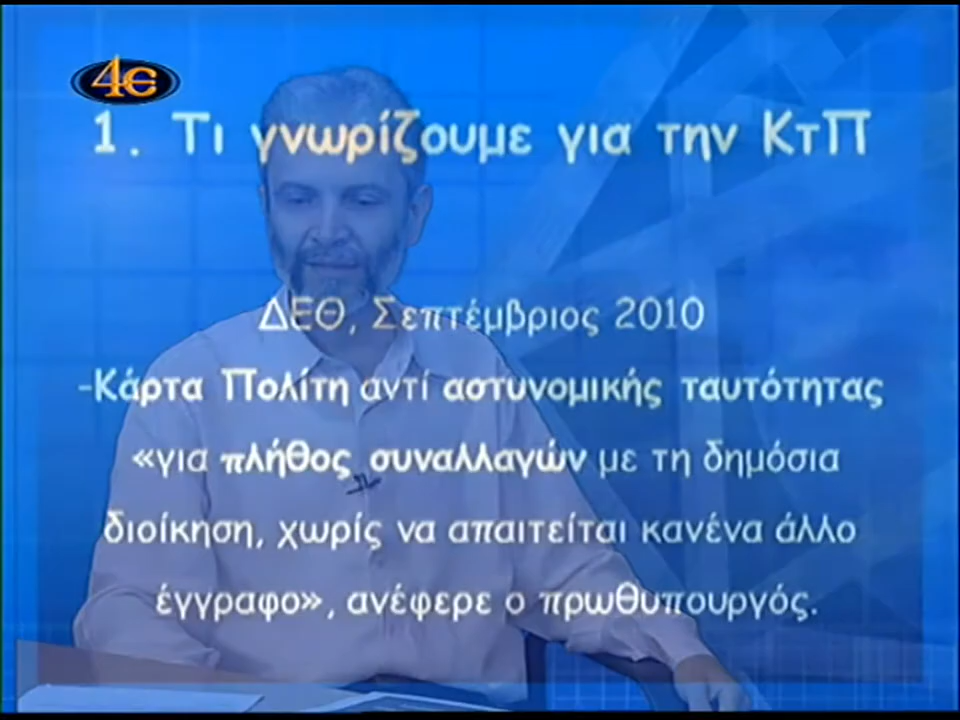 4ε
1. Τι γνωρίζουμε για την ΚτΠ
ΔΕΘ, Σεπτέμβριος 2010
-Κάρτα Πολίτη αντί αστυνομικής ταυτότητας
«για πλήθος συναλλαγών με τη δημόσια
διοίκηση, χωρίς να απαιτείται κανένα άλλο
έγγραφο», ανέφερε ο πρωθυπουργός.